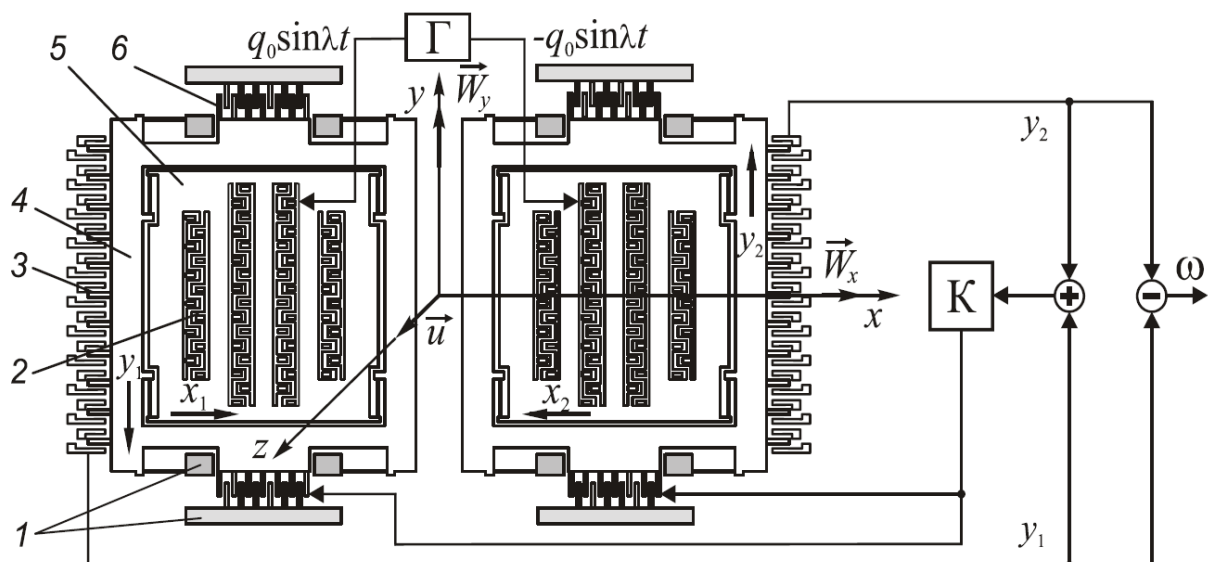 5
6
q₀sinλt
Г
-q₀sinλt
y
W⃗y
y₂
4
3
2
y₁
x₁
x₂
y₂
u⃗
W⃗x
x
К
+
-
ω
z
1
y₁